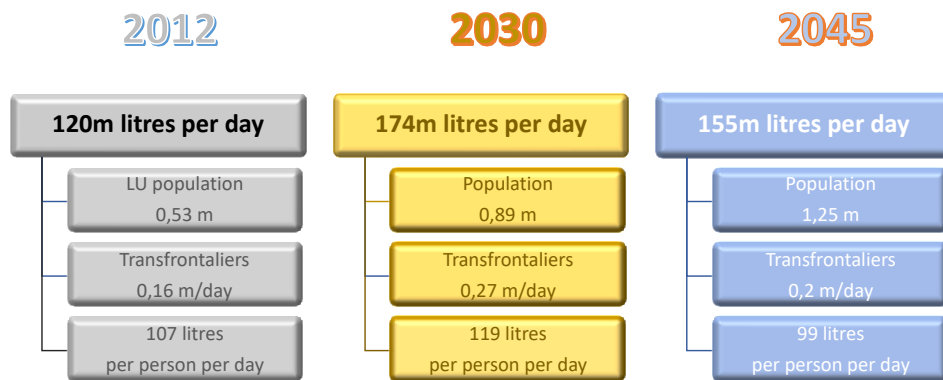 2012
120m litres per day
LU population
0,53 m
Transfrontaliers
0,16 m/day
107 litres
per person per day
2030
174m litres per day
Population
0,89 m
Transfrontaliers
0,27 m/day
119 litres
per person per day
2045
155m litres per day
Population
1,25 m
Transfrontaliers
0,2 m/day
99 litres
per person per day